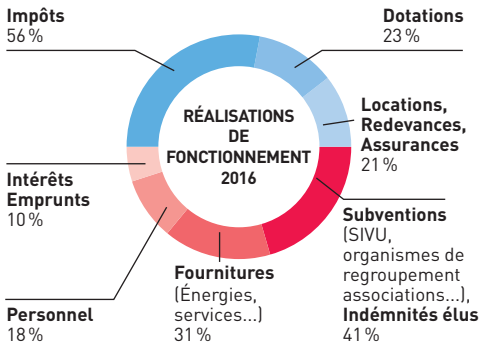 Impôts
56 %
Dotations
23 %
Locations,
Redevances,
Assurances
21 %
RÉALISATIONS
DE
FONCTIONNEMENT
2016
Intérêts
Emprunts
10 %
Personnel
18 %
Fournitures
(Énergies,
services...)
31 %
Subventions
(SIVU,
organismes de
regroupement
associations...),
Indémnités élus
41 %